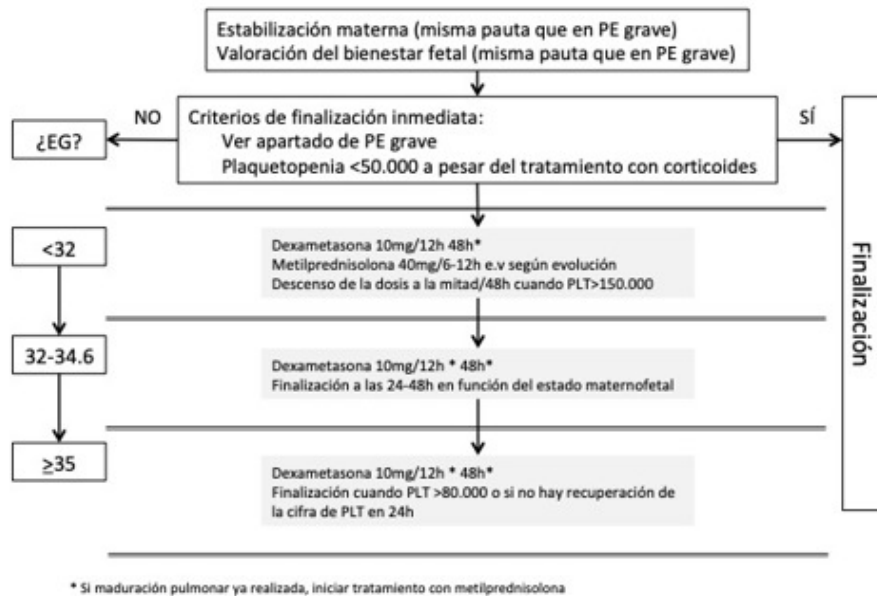 Estabilización materna (misma pauta que en PE grave)
Valoración del bienestar fetal (misma pauta que en PE grave)
NO
SÍ
¿EG?
Criterios de finalización inmediata:
Ver apartado de PE grave
Plaquetopenia <50.000 a pesar del tratamiento con corticoides
Finalización
<32
Dexametasona 10mg/12h 48h*
Metilprednisolona 40mg/6-12h e.v según evolución
Descenso de la dosis a la mitad/48h cuando PLT>150.000
32-34.6
Dexametasona 10mg/12h * 48h*
Finalización a las 24-48h en función del estado maternofetal
≥35
Dexametasona 10mg/12h * 48h*
Finalización cuando PLT >80.000 o si no hay recuperación de
la cifra de PLT en 24h
* Si maduración pulmonar ya realizada, iniciar tratamiento con metilprednisolona